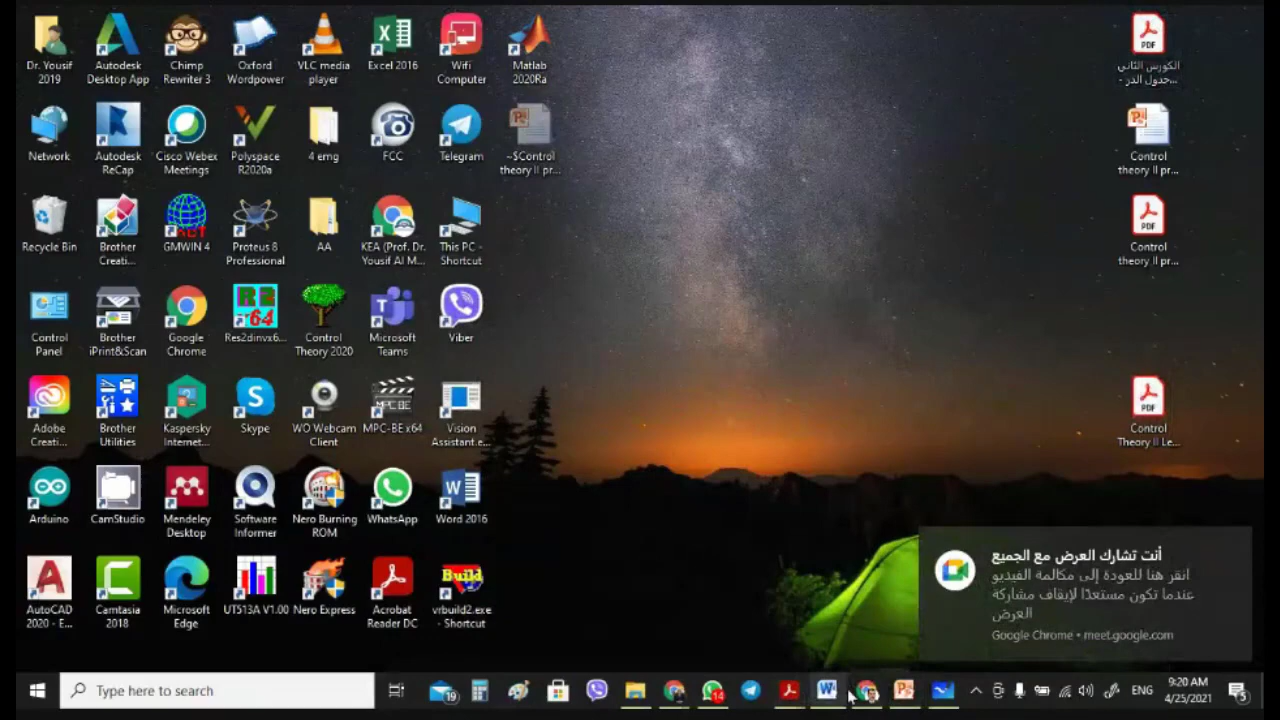 Dr. Yousif
2019
Autodesk
Desktop App
Chimp
Rewriter 3
Oxford
Wordpower
VLC media
player
Excel 2016
Wifi
Computer
Matlab
2020Ra
الكورس الثاني
جدول الدر - ...
Network
Autodesk
ReCap
Cisco Webex
Meetings
Polyspace
R2020a
4 emg
FCC
Telegram
~$Control
theory II pr...
Control
theory II pr...
Recycle Bin
Brother
Creati...
GMWIN 4
Proteus 8
Professional
AA
KEA (Prof. Dr.
Yousif Al M...
This PC -
Shortcut
Control
theory II pr...
Control
Panel
Brother
iPrint&Scan
Google
Chrome
R2
x64
Res2dinvx6...
Control
Theory 2020
Microsoft
Teams
Viber
Adobe
Creati...
Brother
Utilities
Kaspersky
Internet...
Skype
WO Webcam
Client
MPC-BE x64
Vision
Assistant.e...
Control
Theory II Le...
Arduino
CamStudio
Mendeley
Desktop
Software
Informer
Nero Burning
ROM
WhatsApp
Word 2016
AutoCAD
2020 - E...
Camtasia
2018
Microsoft
Edge
UT513A V1.00
Nero Express
Acrobat
Reader DC
Build
vrbuild2.exe
- Shortcut
أنت تشارك العرض مع الجميع
انقر هنا للعودة إلى مكالمة الفيديو
عندما تكون مستعدًا لإيقاف مشاركة
العرض
Google Chrome • meet.google.com
Type here to search
19
14
ENG
9:20 AM
4/25/2021
5